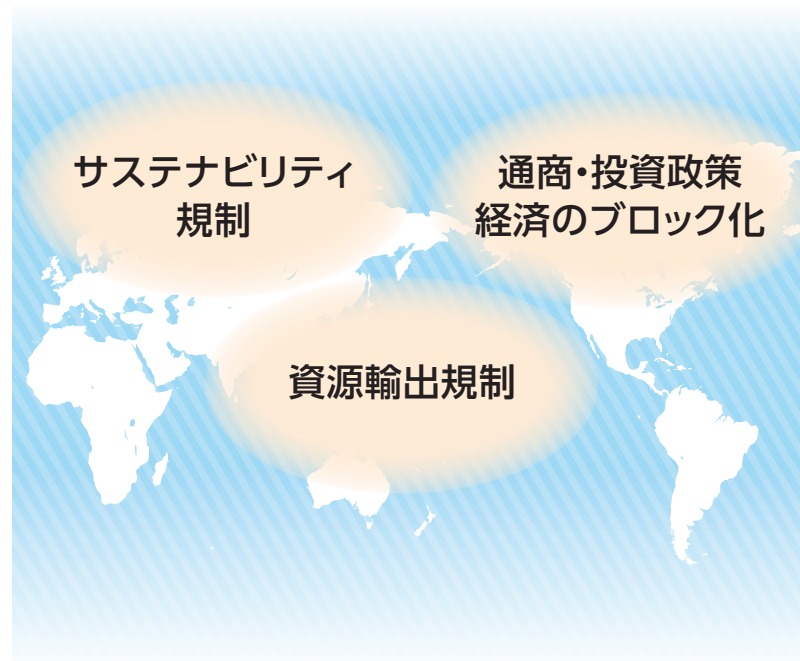 サステナビリティ
規制
通商・投資政策
経済のブロック化
資源輸出規制